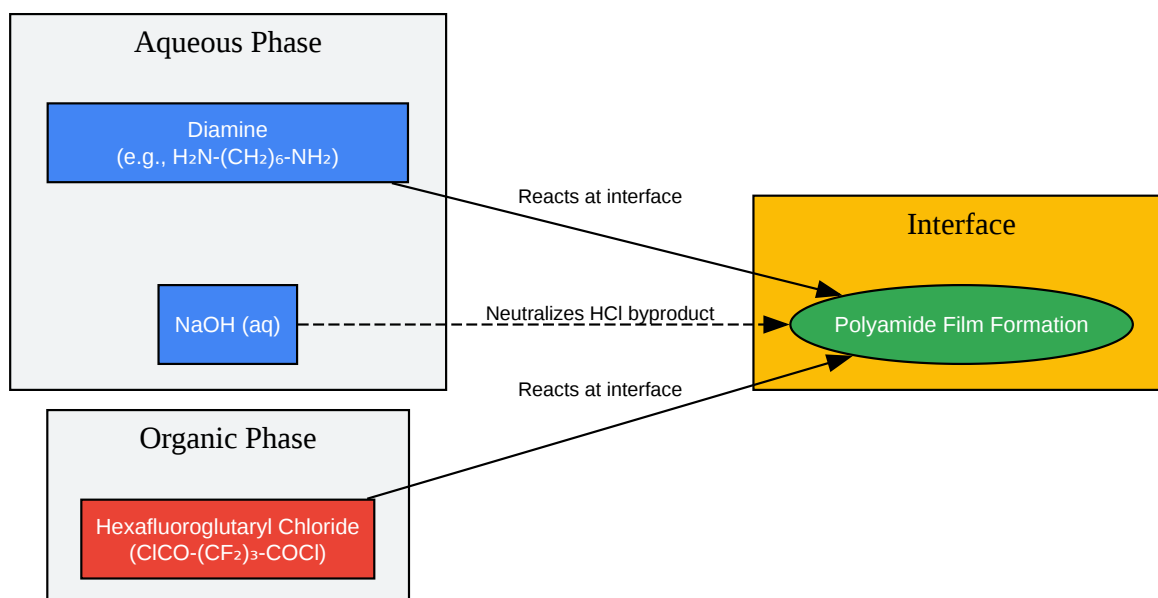 Aqueous Phase
Diamine
(e.g., H₂N-(CH₂)₆-NH₂)
Reacts at interface
Interface
NaOH (aq)
Neutralizes HCl byproduct
Polyamide Film Formation
Reacts at interface
Organic Phase
Hexafluoroglutaryl Chloride
(ClCO-(CF₂)₃-COCl)